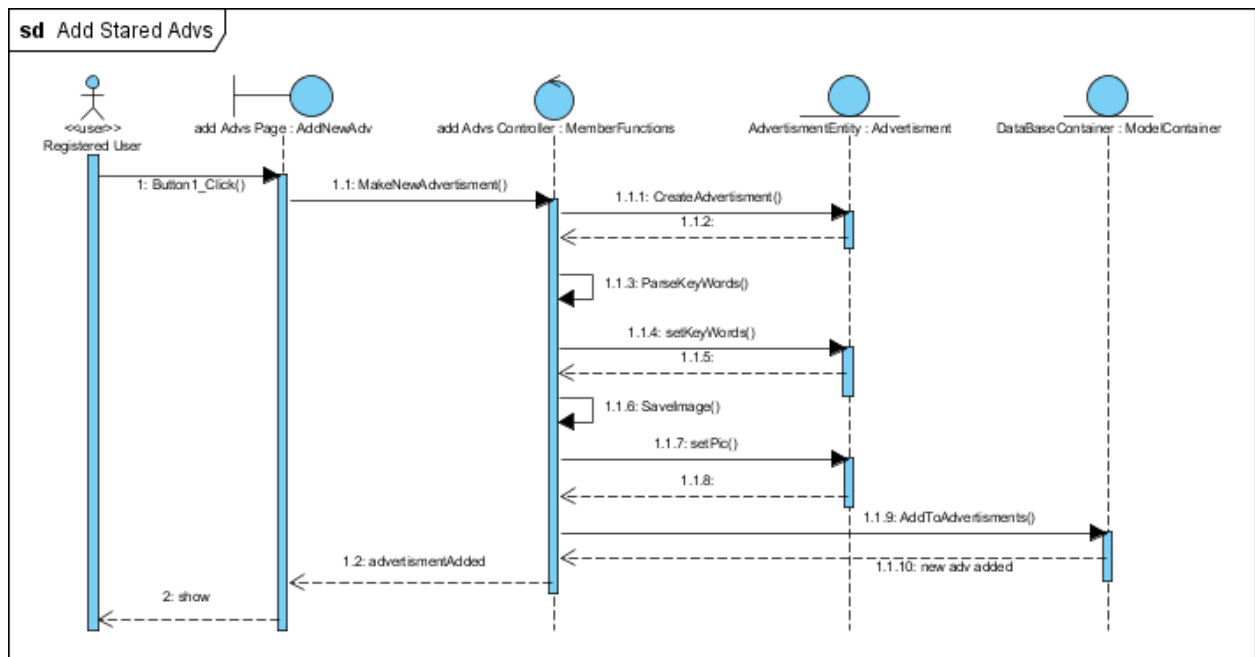 sd Add Stared Advs
<<user>>
Registered User
add Advs Page : AddNewAdv
add Advs Controller : MemberFunctions
AdvertismentEntity : Advertisment
DataBaseContainer : ModelContainer
1: Button1_Click()
1.1: MakeNewAdvertisment()
1.1.1: CreateAdvertisment()
1.1.2:
1.1.3: ParseKeyWords()
1.1.4: setKeyWords()
1.1.5:
1.1.6: SaveImage()
1.1.7: setPic()
1.1.8:
1.1.9: AddToAdvertisments()
1.1.10: new adv added
1.2: advertismentAdded
2: show